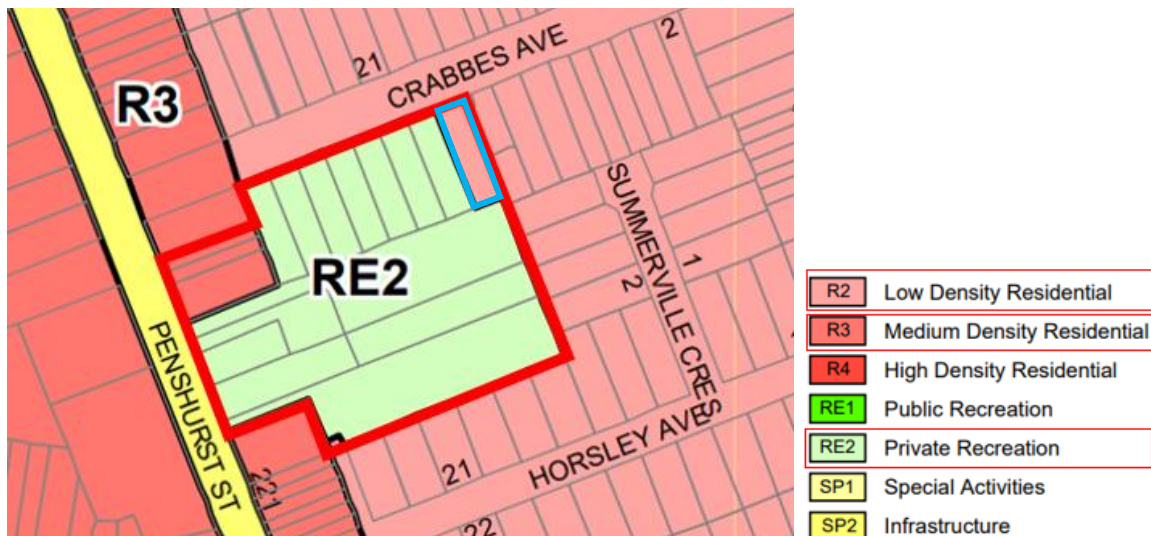 2
21
CRABBES AVE
R3
SUMMERVILLE CRES
RE2
1
2
PENSHURST ST
HORSLEY AVE
21
221
22
R2 Low Density Residential
R3 Medium Density Residential
R4 High Density Residential
RE1 Public Recreation
RE2 Private Recreation
SP1 Special Activities
SP2 Infrastructure